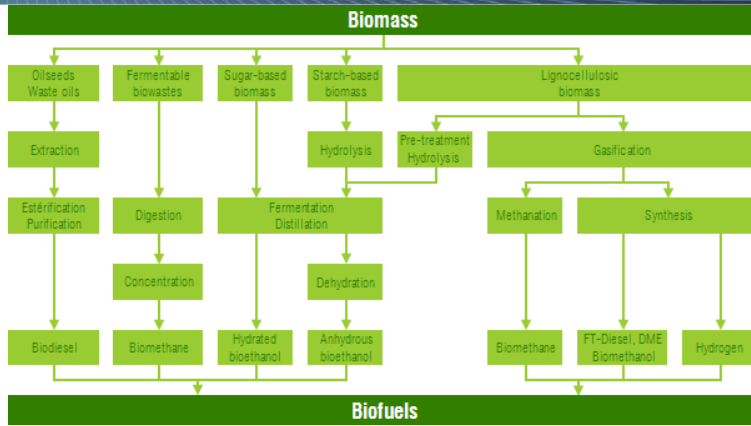 Biomass
Oilseeds
Waste oils
Fermentable
biowastes
Sugar-based
biomass
Starch-based
biomass
Lignocellulosic
biomass
Extraction
Hydrolysis
Pre-treatment
Hydrolysis
Gasification
Estérification
Purification
Digestion
Fermentation
Distillation
Methanation
Synthesis
Concentration
Dehydration
Biodiesel
Biomethane
Hydrated
bioethanol
Anhydrous
bioethanol
Biomethane
FT-Diesel, DME
Biomethanol
Hydrogen
Biofuels